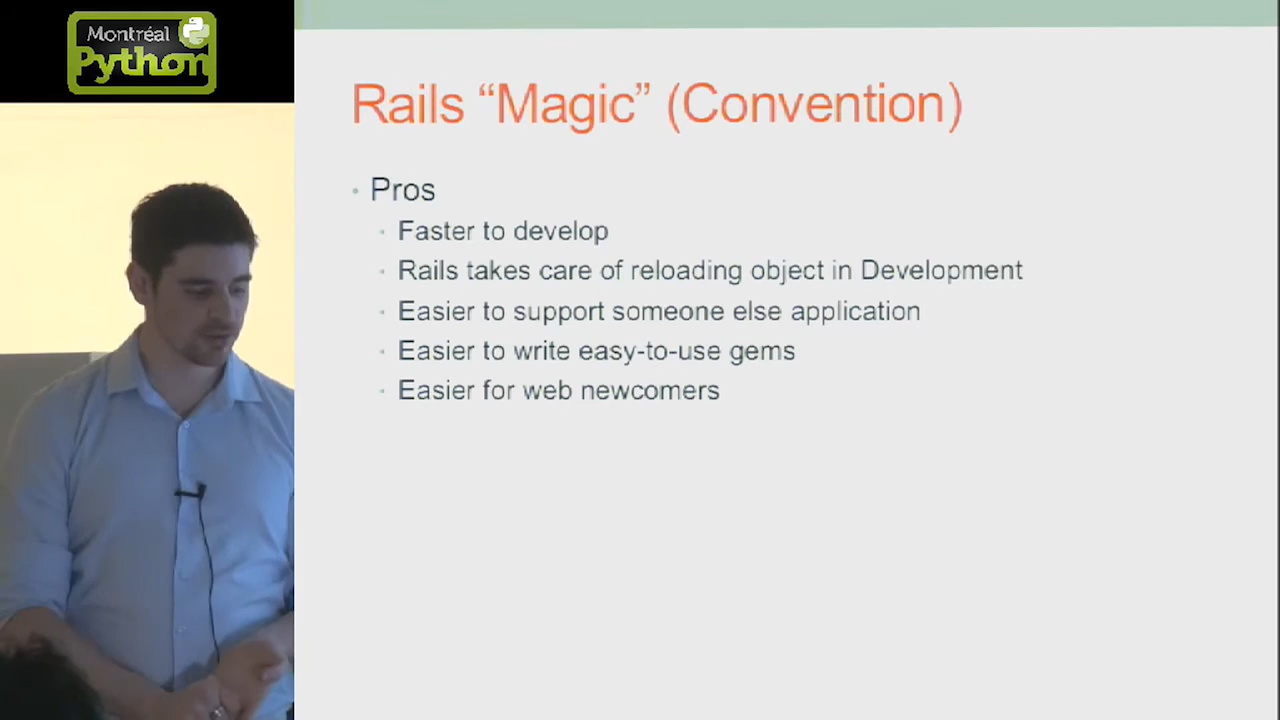 Montréal
Python
Rails “Magic” (Convention)
• Pros
• Faster to develop
• Rails takes care of reloading object in Development
• Easier to support someone else application
• Easier to write easy-to-use gems
• Easier for web newcomers